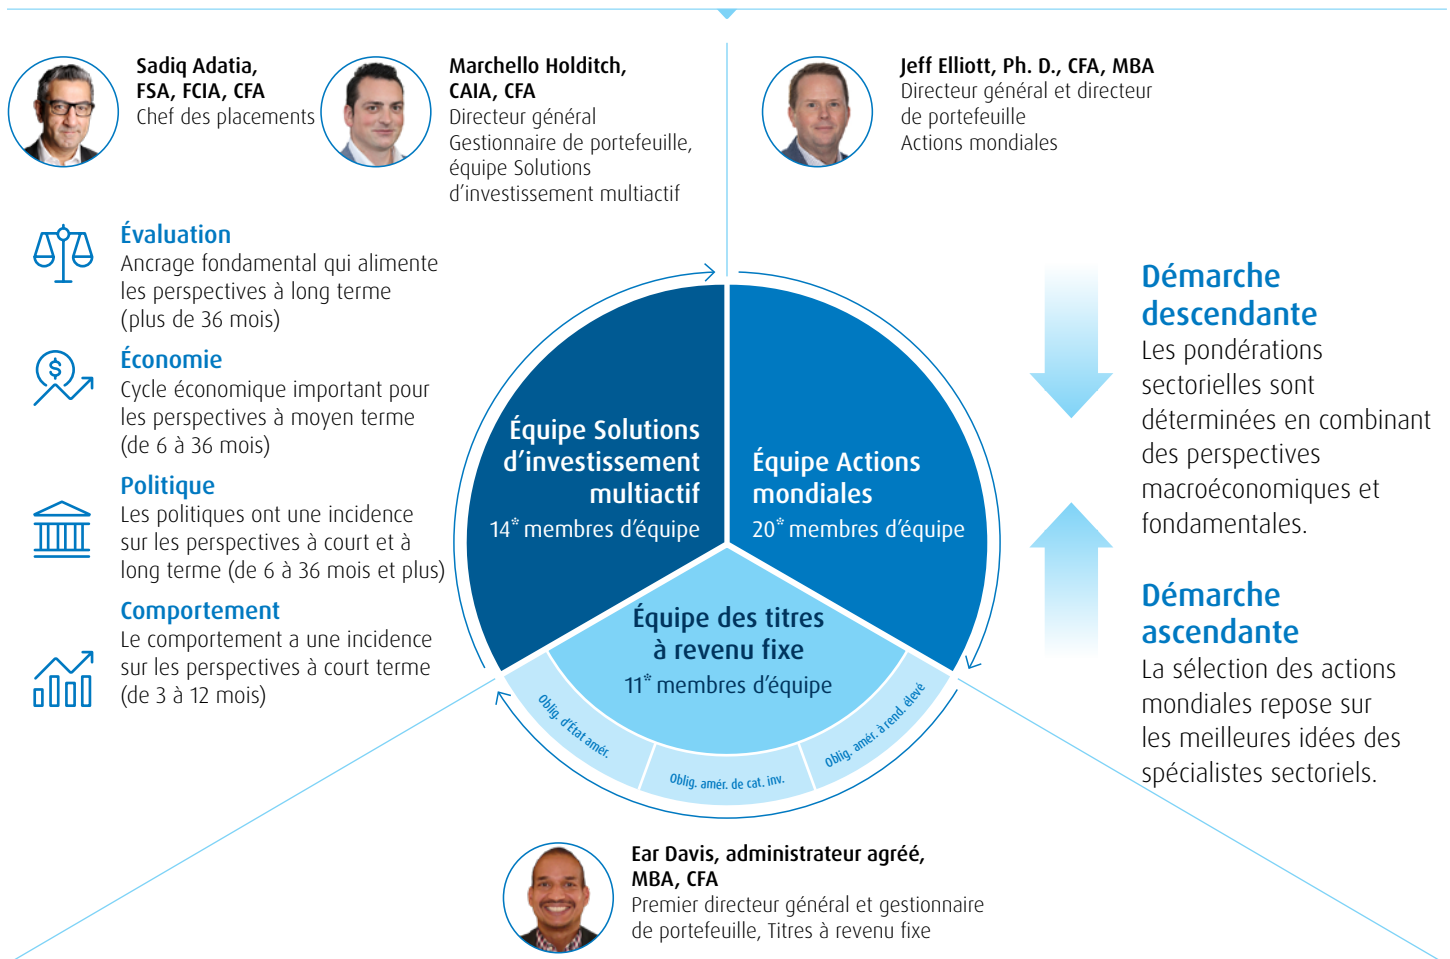 Sadiq Adatia,
FSA, FCIA, CFA
Chef des placements
Marchello Holditch,
CAIA, CFA
Directeur général
Gestionnaire de portefeuille,
équipe Solutions
d’investissement multiactif
Jeff Elliott, Ph. D., CFA, MBA
Directeur général et directeur
de portefeuille
Actions mondiales
Évaluation
Ancrage fondamental qui alimente
les perspectives à long terme
(plus de 36 mois)
$
Économie
Cycle économique important pour
les perspectives à moyen terme
(de 6 à 36 mois)
Politique
Les politiques ont une incidence
sur les perspectives à court et à
long terme (de 6 à 36 mois et plus)
Comportement
Le comportement a une incidence
sur les perspectives à court terme
(de 3 à 12 mois)
Équipe Solutions
d’investissement
multiactif
14* membres d’équipe
Équipe Actions
mondiales
20* membres d’équipe
Équipe des titres
à revenu fixe
11* membres d’équipe
Oblig. d’État amér.
Oblig. amér. de cat. inv.
Oblig. amér. à rend. élevé
Démarche
descendante
Les pondérations
sectorielles sont
déterminées en combinant
des perspectives
macroéconomiques et
fondamentales.
Démarche
ascendante
La sélection des actions
mondiales repose sur
les meilleures idées des
spécialistes sectoriels.
Ear Davis, administrateur agréé,
MBA, CFA
Premier directeur général et gestionnaire
de portefeuille, Titres à revenu fixe